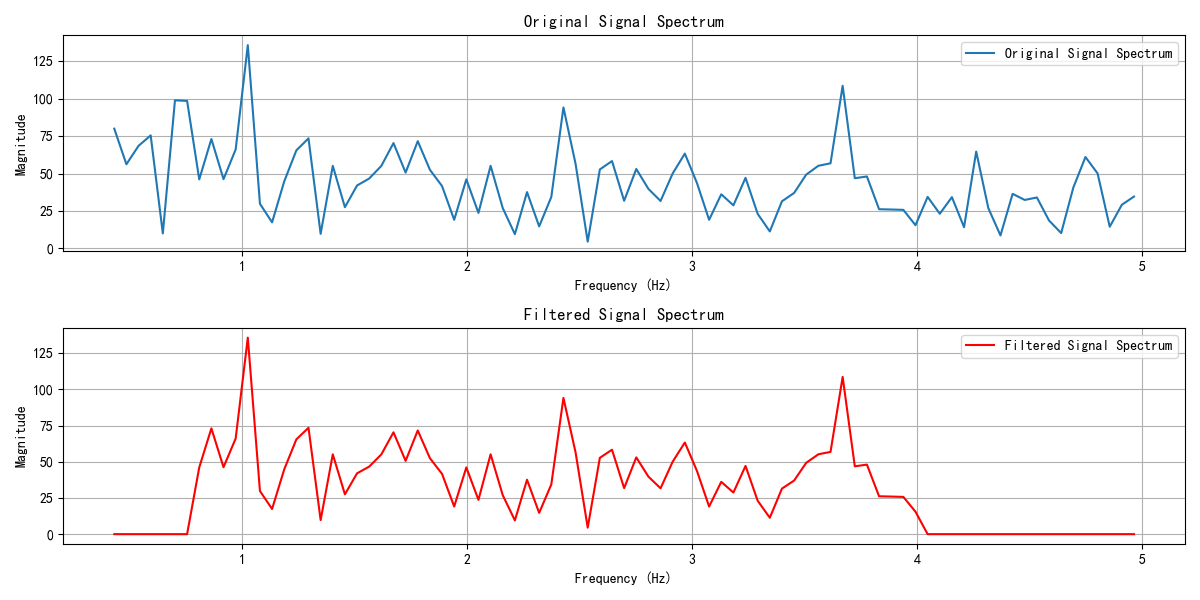 Original Signal Spectrum
Original Signal Spectrum
125
100
75
50
25
0
Magnitude
1 2 3 4 5
Frequency (Hz)
Filtered Signal Spectrum
Filtered Signal Spectrum
125
100
75
50
25
0
Magnitude
1 2 3 4 5
Frequency (Hz)